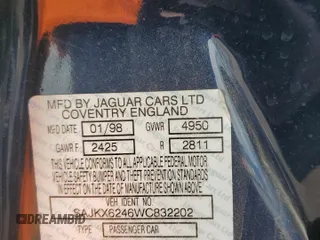 MFD BY JAGUAR CARS LTD
COVENTRY ENGLAND
MFD DATE 01/98 GVWR 4950
GAWR F 2425 R 2811
THIS VEHICLE CONFORMS TO ALL APPLICABLE FEDERAL MOTOR
VEHICLE SAFETY BUMPER AND THEFT PREVENTION STANDARDS
IN EFFECT ON THE DATE OF MANUFACTURE SHOWN ABOVE
VEH IDENT NO
SAJKX6246WC832202
TYPE PASSENGER CAR
DREAMBID